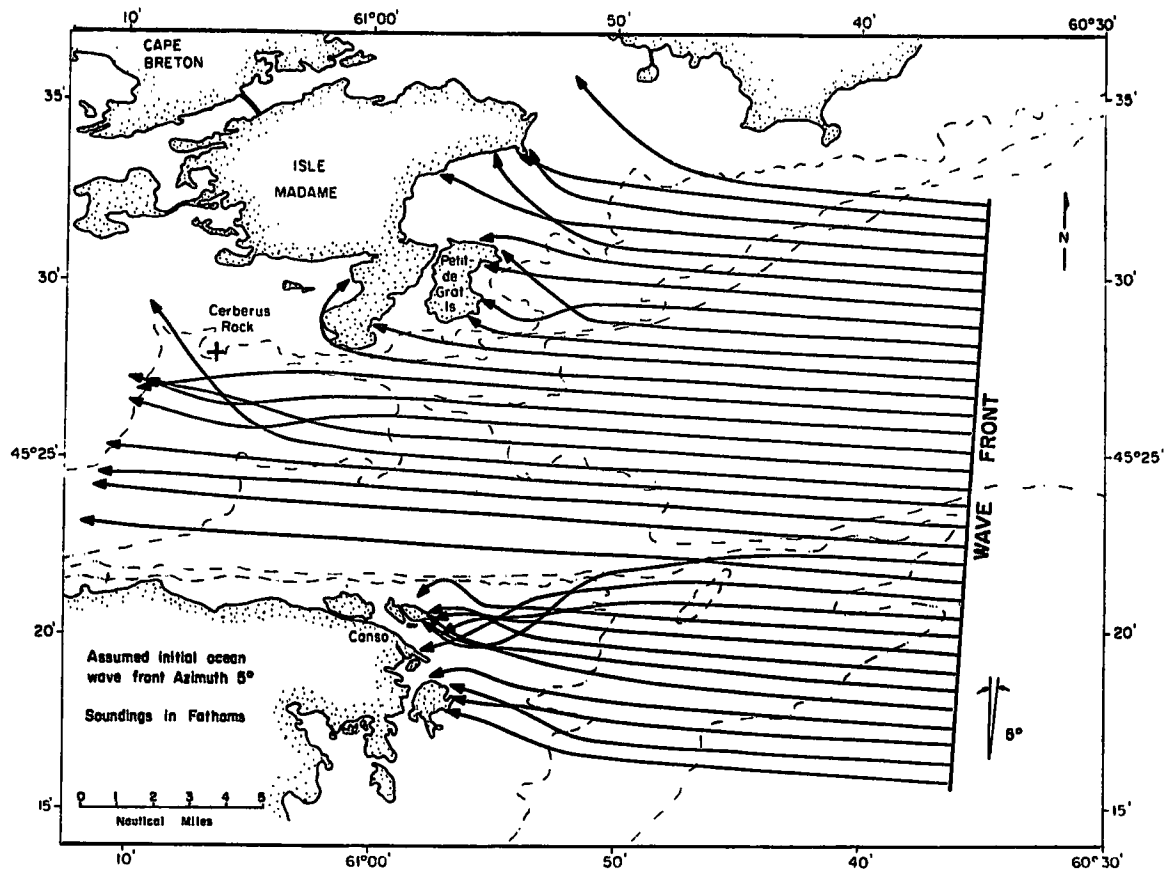 10' 61°00' 50' 40' 60°30'
CAPE
BRETON
35' 35'
ISLE
MADAME
N
30' 30'
Petit-
de
Grat
Is
Cerberus
Rock
45°25' 45°25'
WAVE FRONT
20' 20'
Canso
Assumed initial ocean
wave front Azimuth 5°
Soundings in Fathoms
5°
0 1 2 3 4 5
Nautical Miles
15' 15'
10' 61°00' 50' 40' 60°30'